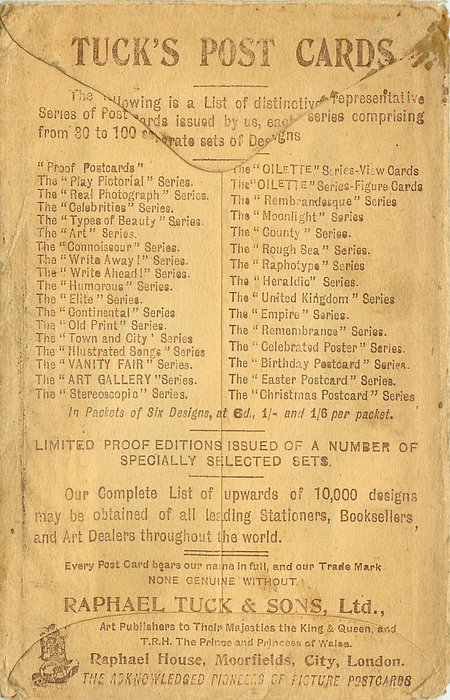 TUCK'S POST CARDS
The following is a List of distinctive representative
Series of Post cards issued by us, each series comprising
from 80 to 100 separate sets of Designs
"Proof Postcards"
The "Play Pictorial" Series.
The "Real Photograph" Series.
The "Celebrities" Series.
The "Types of Beauty" Series.
The "Art" Series.
The "Connoisseur" Series.
The "Write Away!" Series.
The "Write Ahead!" Series.
The "Humorous" Series.
The "Elite" Series.
The "Continental" Series
The "Old Print" Series.
The "Town and City" Series
The "Illustrated Songs" Series
The "VANITY FAIR" Series.
The "ART GALLERY" Series.
The "Stereoscopic" Series.
The "OILETTE" Series-View Cards
The "OILETTE" Series-Figure Cards
The "Rembrandesque" Series
The "Moonlight" Series
The "County" Series.
The "Rough Sea" Series.
The "Raphotype" Series
The "Heraldic" Series.
The "United Kingdom" Series
The "Empire" Series.
The "Remembrance" Series.
The "Celebrated Poster" Series.
The "Birthday Postcard" Series.
The "Easter Postcard" Series.
The "Christmas Postcard" Series
In Packets of Six Designs, at 6d., 1/- and 1/6 per packet.
LIMITED PROOF EDITIONS ISSUED OF A NUMBER OF
SPECIALLY SELECTED SETS.
Our Complete List of upwards of 10,000 designs
may be obtained of all leading Stationers, Booksellers
and Art Dealers throughout the world.
Every Post Card bears our name in full, and our Trade Mark
NONE GENUINE WITHOUT.
RAPHAEL TUCK & SONS, Ltd.,
Art Publishers to Their Majesties the King & Queen, and
T.R.H. The Prince and Princess of Wales.
Raphael House, Moorfields, City, London.
THE ACKNOWLEDGED PIONEERS OF PICTURE POSTCARDS